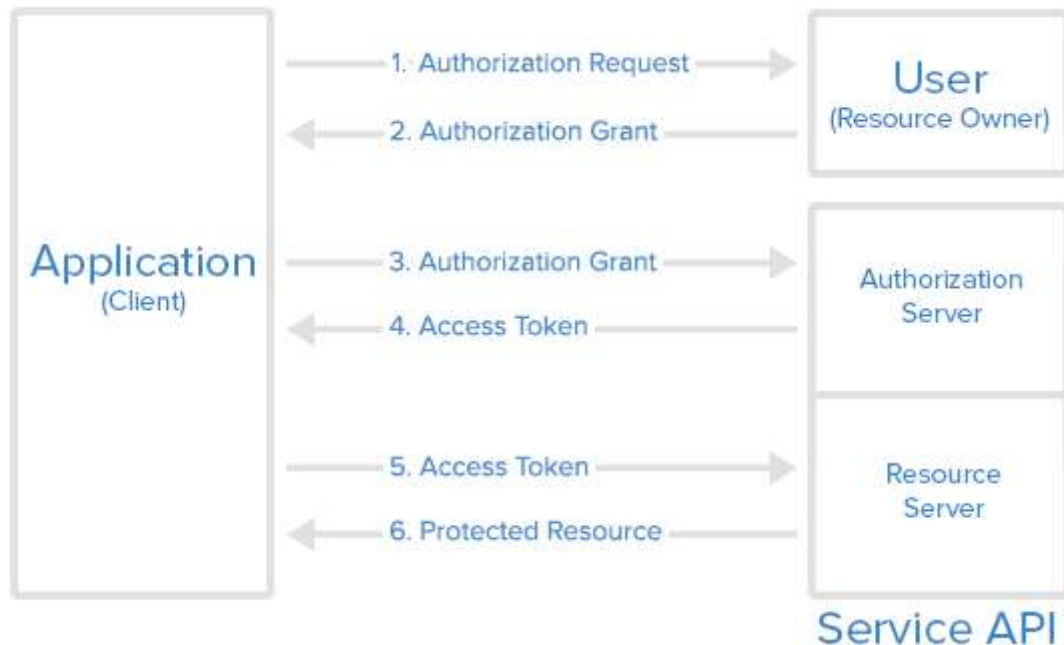 1. Authorization Request
User
(Resource Owner)
2. Authorization Grant
Application
(Client)
3. Authorization Grant
Authorization
Server
4. Access Token
5. Access Token
Resource
Server
6. Protected Resource
Service API